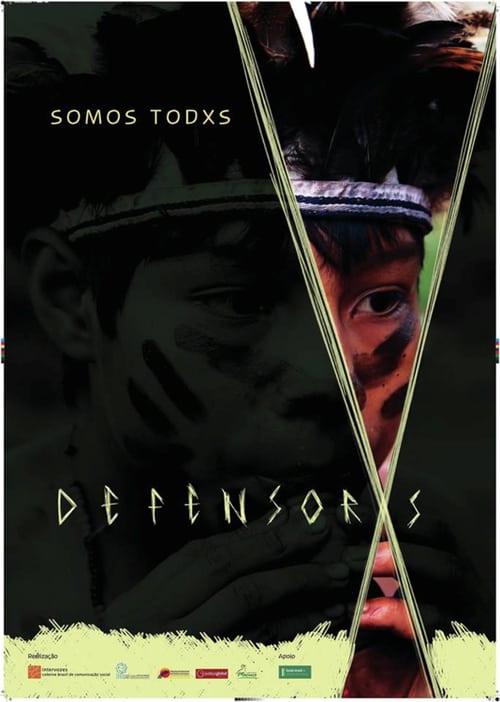 SOMOS TODXS
DEFENSORXS
Realização
Apoio
intervozes
coletivo brasil de comunicação social